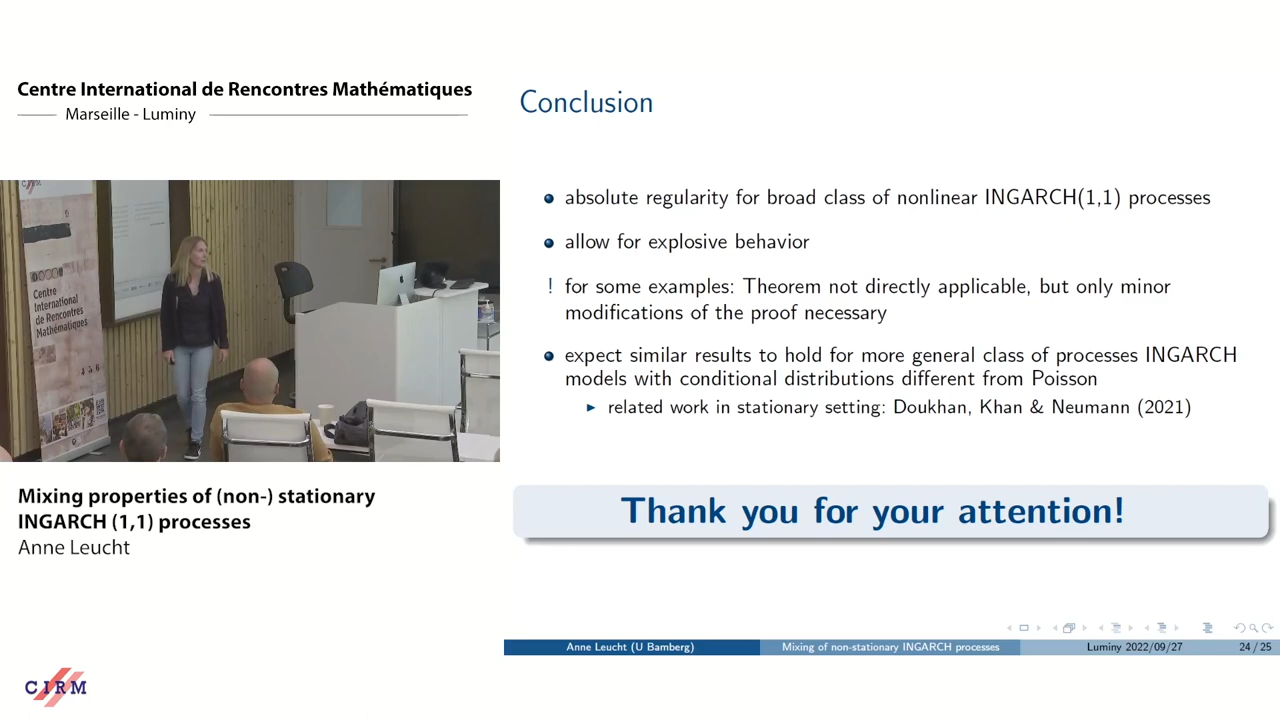 Centre International de Rencontres Mathématiques
Marseille - Luminy
Centre
International
de Rencontres
Mathématiques
Mixing properties of (non-) stationary
INGARCH (1,1) processes
Anne Leucht
CIRM
Conclusion
absolute regularity for broad class of nonlinear INGARCH(1,1) processes
allow for explosive behavior
! for some examples: Theorem not directly applicable, but only minor
modifications of the proof necessary
expect similar results to hold for more general class of processes INGARCH
models with conditional distributions different from Poisson
related work in stationary setting: Doukhan, Khan & Neumann (2021)
Thank you for your attention!
Anne Leucht (U Bamberg)
Mixing of non-stationary INGARCH processes
Luminy 2022/09/27
24 / 25